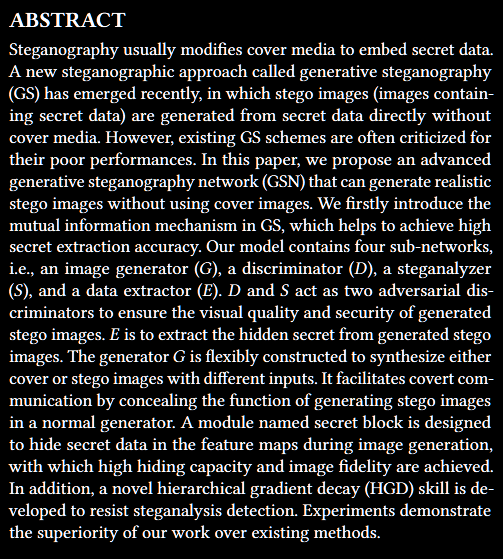 ABSTRACT
Steganography usually modifies cover media to embed secret data.
A new steganographic approach called generative steganography
(GS) has emerged recently, in which stego images (images contain-
ing secret data) are generated from secret data directly without
cover media. However, existing GS schemes are often criticized for
their poor performances. In this paper, we propose an advanced
generative steganography network (GSN) that can generate realistic
stego images without using cover images. We firstly introduce the
mutual information mechanism in GS, which helps to achieve high
secret extraction accuracy. Our model contains four sub-networks,
i.e., an image generator (G), a discriminator (D), a steganalyzer
(S), and a data extractor (E). D and S act as two adversarial dis-
criminators to ensure the visual quality and security of generated
stego images. E is to extract the hidden secret from generated stego
images. The generator G is flexibly constructed to synthesize either
cover or stego images with different inputs. It facilitates covert com-
munication by concealing the function of generating stego images
in a normal generator. A module named secret block is designed
to hide secret data in the feature maps during image generation,
with which high hiding capacity and image fidelity are achieved.
In addition, a novel hierarchical gradient decay (HGD) skill is de-
veloped to resist steganalysis detection. Experiments demonstrate
the superiority of our work over existing methods.